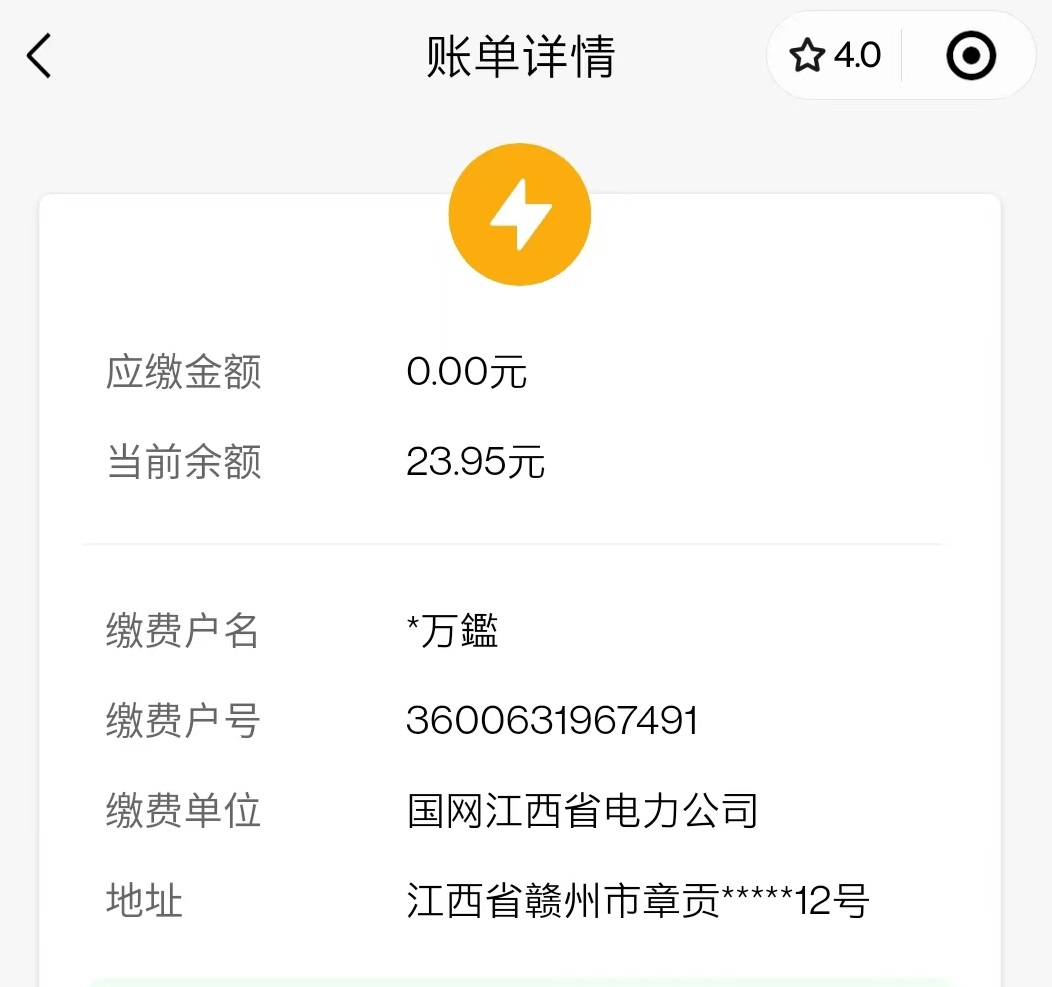 账单详情
4.0
应缴金额 0.00元
当前余额 23.95元
缴费户名 *万鑑
缴费户号 3600631967491
缴费单位 国网江西省电力公司
地址 江西省赣州市章贡*****12号